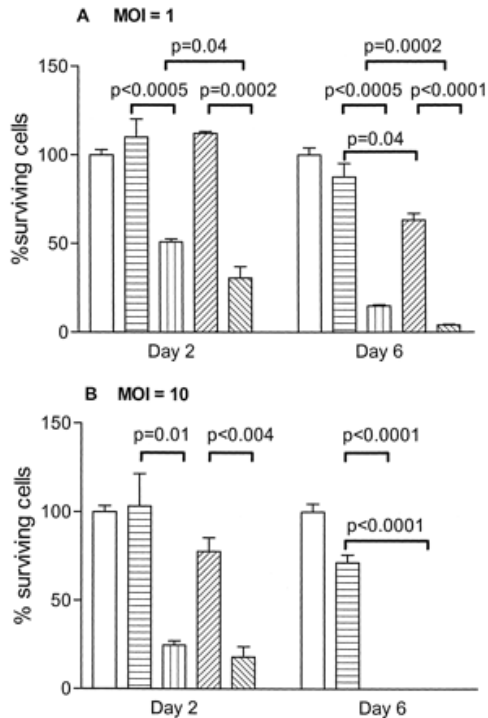 A MOI = 1
p=0.04
p=0.0002
150
p<0.0005 p=0.0002
p<0.0005 p<0.0001
p=0.04
100
%surviving cells
50
0
Day 2
Day 6
B MOI = 10
150
p=0.01
p<0.004
p<0.0001
p<0.0001
100
% surviving cells
50
0
Day 2
Day 6